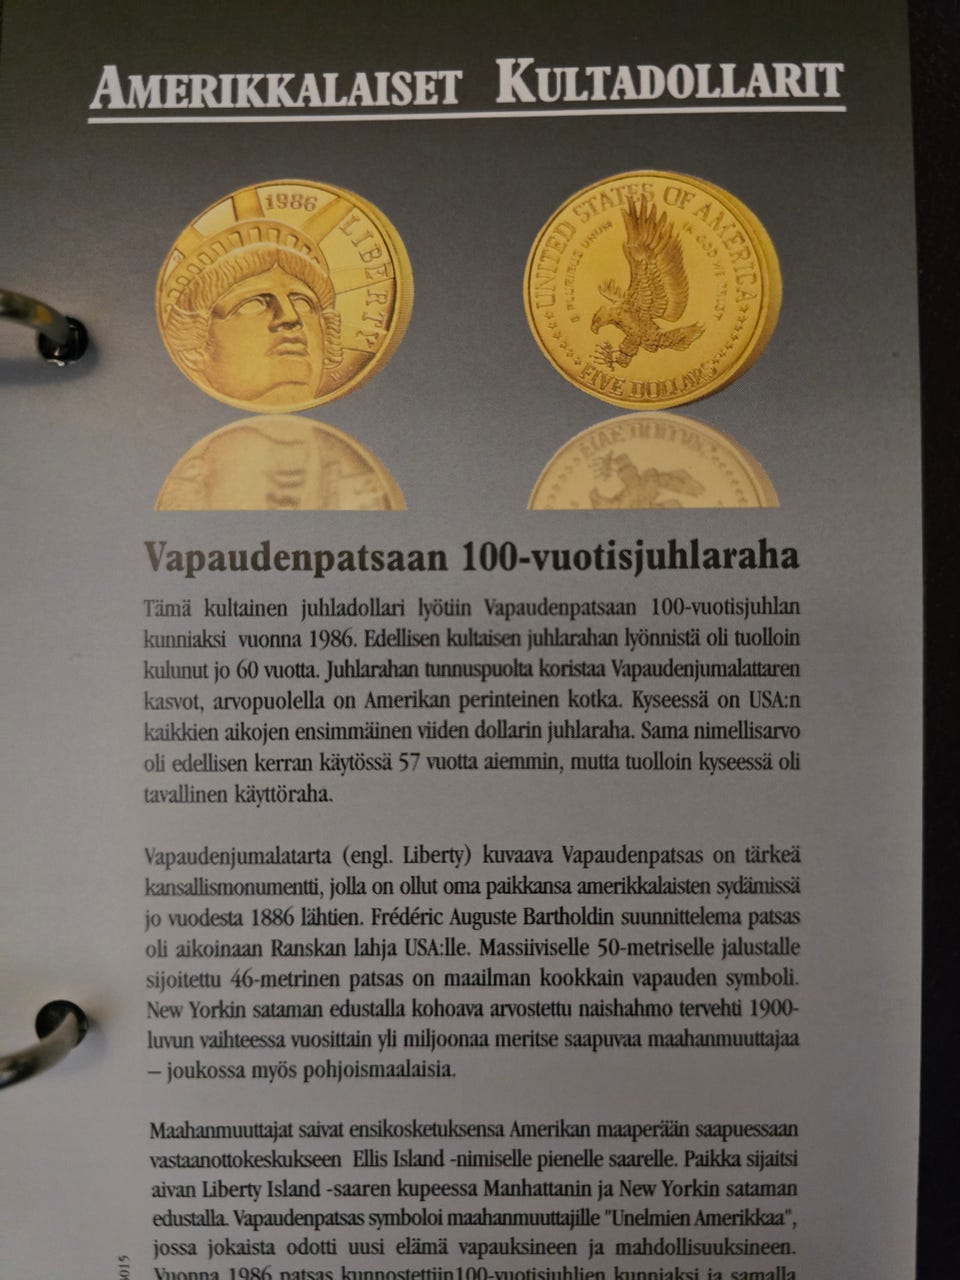 AMERIKKALAISET KULTADOLLARIT
1986
LIBERTY
UNITED STATES OF AMERICA
E PLURIBUS UNUM
IN GOD WE TRUST
FIVE DOLLARS
Vapaudenpatsaan 100-vuotisjuhlaraha
Tämä kultainen juhladollari lyötiin Vapaudenpatsaan 100-vuotisjuhlan
kunniaksi vuonna 1986. Edellisen kultaisen juhlarahan lyönnistä oli tuolloin
kulunut jo 60 vuotta. Juhlarahan tunnuspuolta koristaa Vapaudenjumalattaren
kasvot, arvopuolella on Amerikan perinteinen kotka. Kyseessä on USA:n
kaikkien aikojen ensimmäinen viiden dollarin juhlaraha. Sama nimellisarvo
oli edellisen kerran käytössä 57 vuotta aiemmin, mutta tuolloin kyseessä oli
tavallinen käyttöraha.
Vapaudenjumalatarta (engl. Liberty) kuvaava Vapaudenpatsas on tärkeä
kansallismonumentti, jolla on ollut oma paikkansa amerikkalaisten sydämissä
jo vuodesta 1886 lähtien. Frédéric Auguste Bartholdin suunnittelema patsas
oli aikoinaan Ranskan lahja USA:lle. Massiiviselle 50-metriselle jalustalle
sijoitettu 46-metrinen patsas on maailman kookkain vapauden symboli.
New Yorkin sataman edustalla kohoava arvostettu naishahmo tervehti 1900-
luvun vaihteessa vuosittain yli miljoonaa meritse saapuvaa maahanmuuttajaa
– joukossa myös pohjoismaalaisia.
Maahanmuuttajat saivat ensikosketuksensa Amerikan maaperään saapuessaan
vastaanottokeskukseen Ellis Island -nimiselle pienelle saarelle. Paikka sijaitsi
aivan Liberty Island -saaren kupeessa Manhattanin ja New Yorkin sataman
edustalla. Vapaudenpatsas symboloi maahanmuuttajille "Unelmien Amerikkaa",
jossa jokaista odotti uusi elämä vapauksineen ja mahdollisuuksineen.
Vuonna 1986 patsas kunnostettiin100-vuotisjuhlien kunniaksi ja samalla